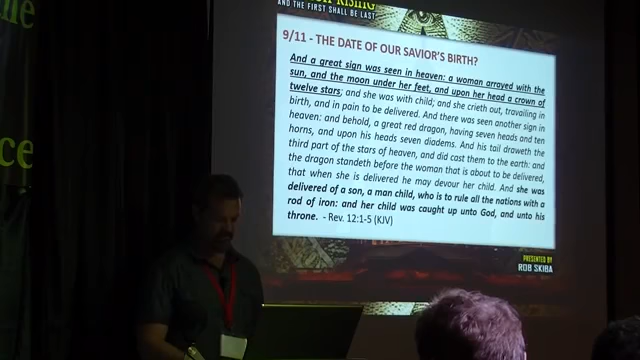 RISING
AND THE FIRST SHALL BE LAST
9/11 - THE DATE OF OUR SAVIOR'S BIRTH?
And a great sign was seen in heaven: a woman arrayed with the
sun, and the moon under her feet, and upon her head a crown of
twelve stars; and she was with child; and she crieth out, travailing in
birth, and in pain to be delivered. And there was seen another sign in
heaven: and behold, a great red dragon, having seven heads and ten
horns, and upon his heads seven diadems. And his tail draweth the
third part of the stars of heaven, and did cast them to the earth: and
the dragon standeth before the woman that is about to be delivered,
that when she is delivered he may devour her child. And she was
delivered of a son, a man child, who is to rule all the nations with a
rod of iron: and her child was caught up unto God, and unto his
throne. - Rev. 12:1-5 (KJV)
PRESENTED BY
ROB SKIBA